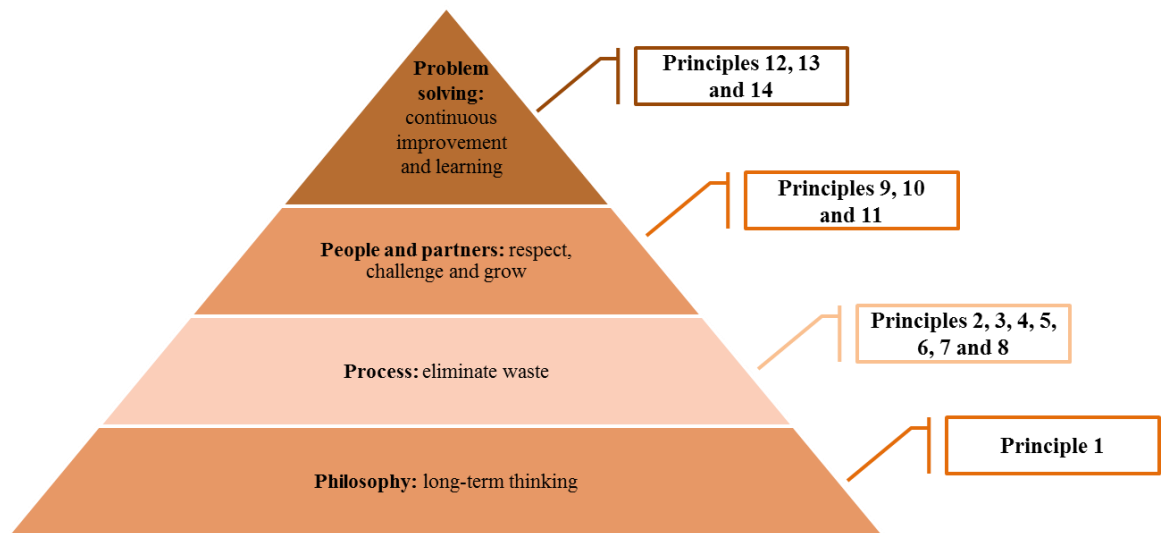 Problem
solving:
continuous
improvement
and learning
Principles 12, 13
and 14
People and partners: respect,
challenge and grow
Principles 9, 10
and 11
Process: eliminate waste
Principles 2, 3, 4, 5,
6, 7 and 8
Philosophy: long-term thinking
Principle 1